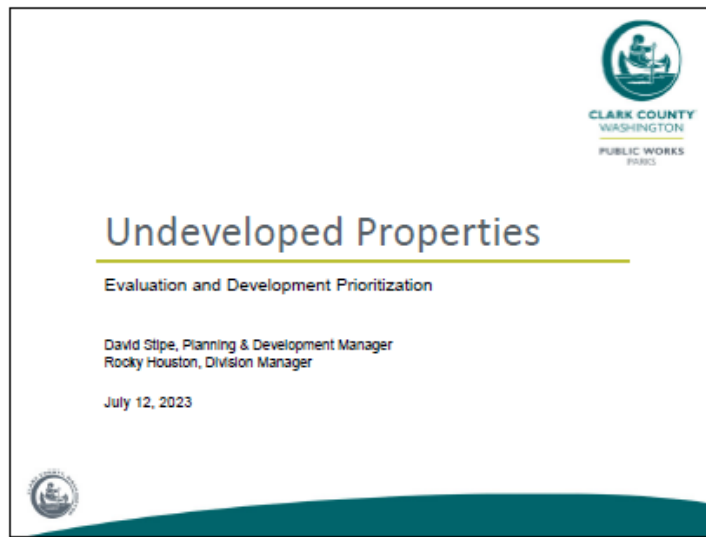 CLARK COUNTY
WASHINGTON
PUBLIC WORKS
PARKS
Undeveloped Properties
Evaluation and Development Prioritization
David Stipe, Planning & Development Manager
Rocky Houston, Division Manager
July 12, 2023